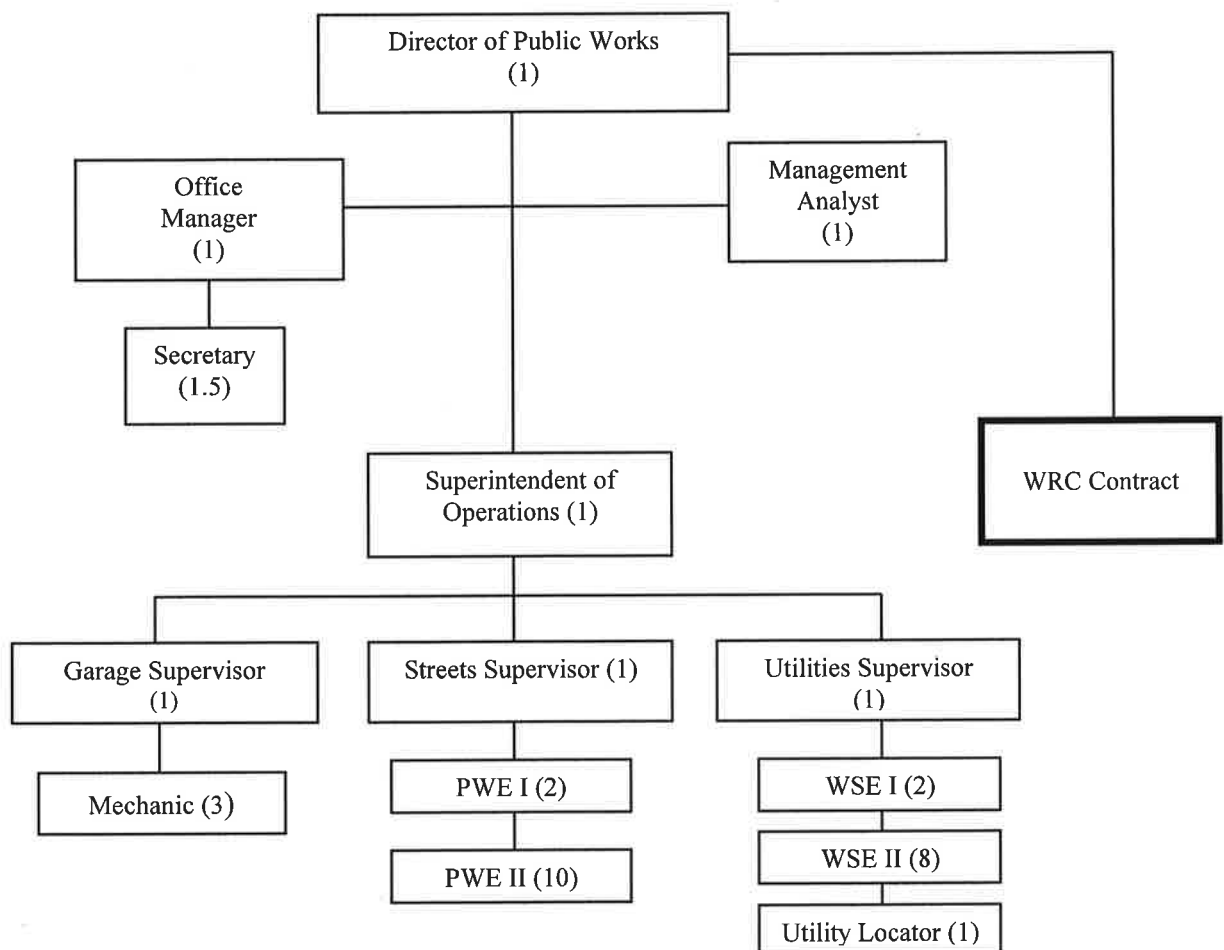 Director of Public Works
(1)
Office
Manager
(1)
Management
Analyst
(1)
Secretary
(1.5)
Superintendent of
Operations (1)
WRC Contract
Garage Supervisor
(1)
Streets Supervisor (1)
Utilities Supervisor
(1)
Mechanic (3)
PWE I (2)
WSE I (2)
PWE II (10)
WSE II (8)
Utility Locator (1)